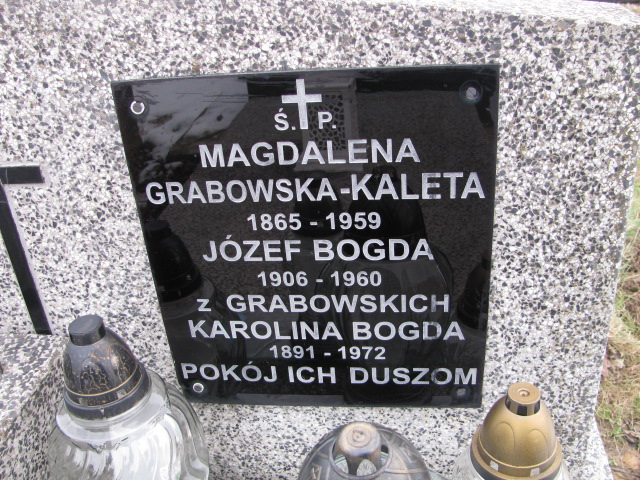 Ś. P.
MAGDALENA
GRABOWSKA-KALETA
1865 - 1959
JÓZEF BOGDA
1906 - 1960
z GRABOWSKICH
KAROLINA BOGDA
1891 - 1972
POKÓJ ICH DUSZOM